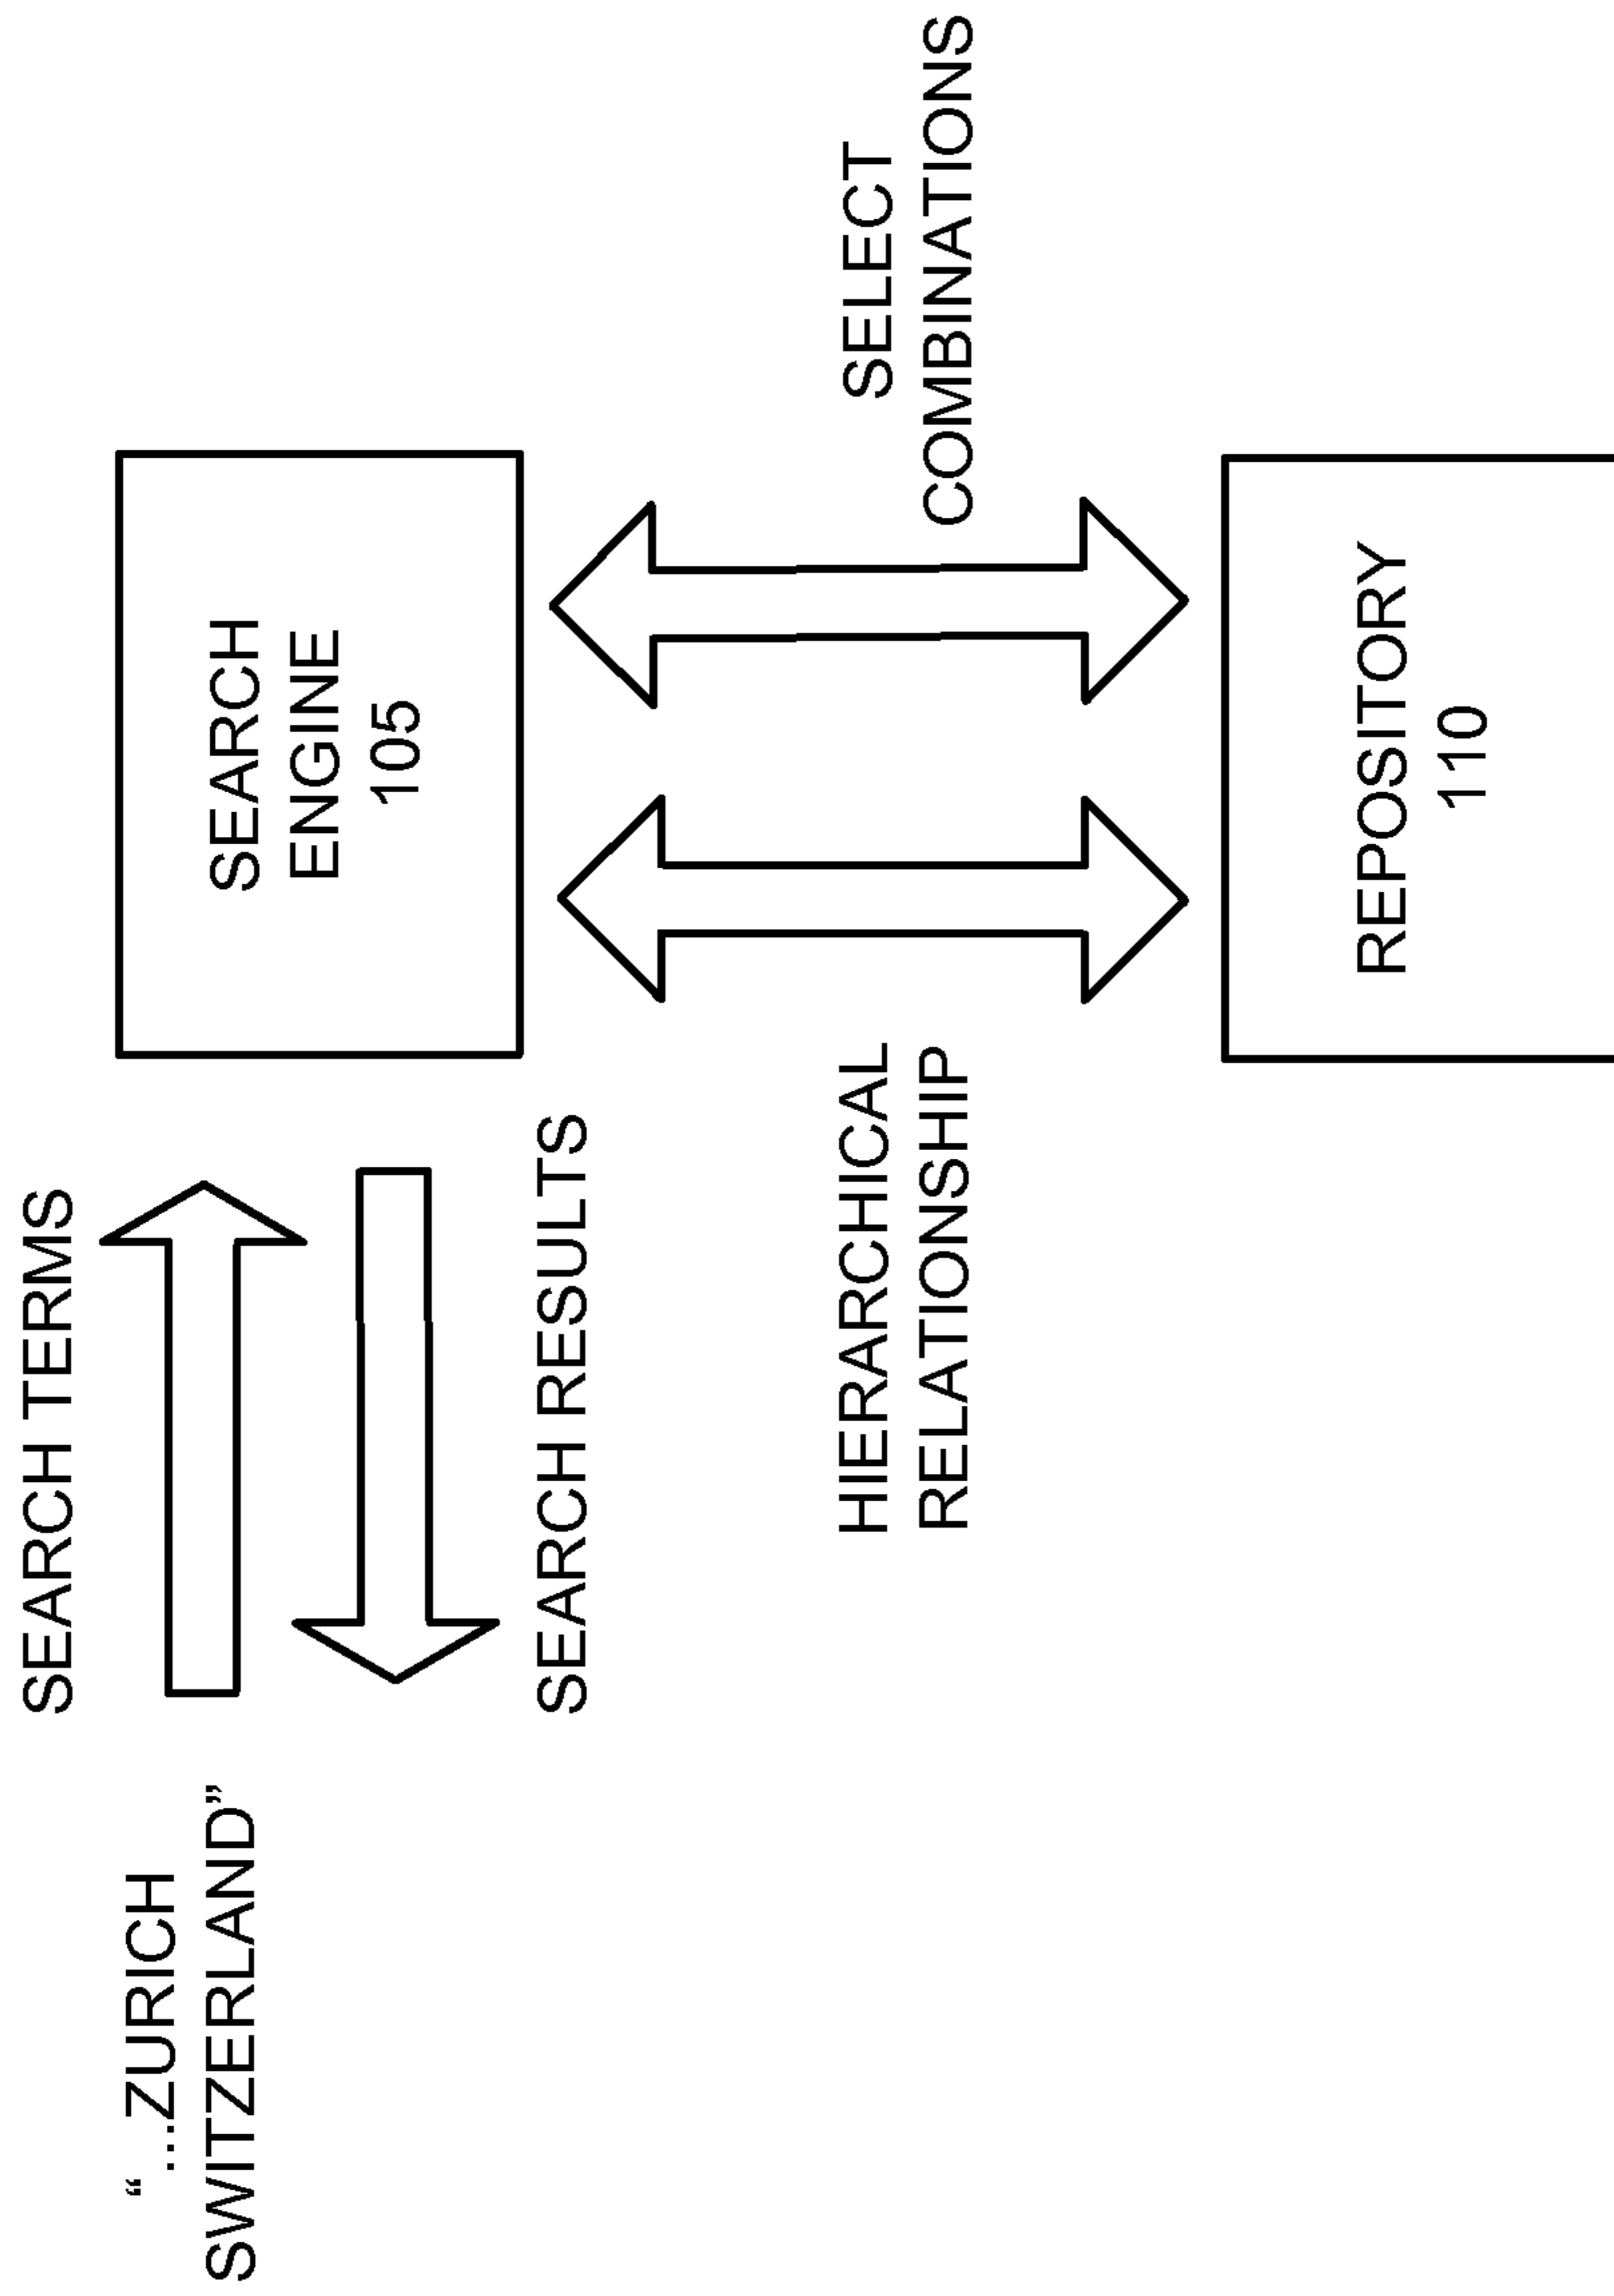 SEARCH TERMS
“...ZURICH
SWITZERLAND”
SEARCH
ENGINE
105
SEARCH RESULTS
HIERARCHICAL
RELATIONSHIP
SELECT
COMBINATIONS
REPOSITORY
110